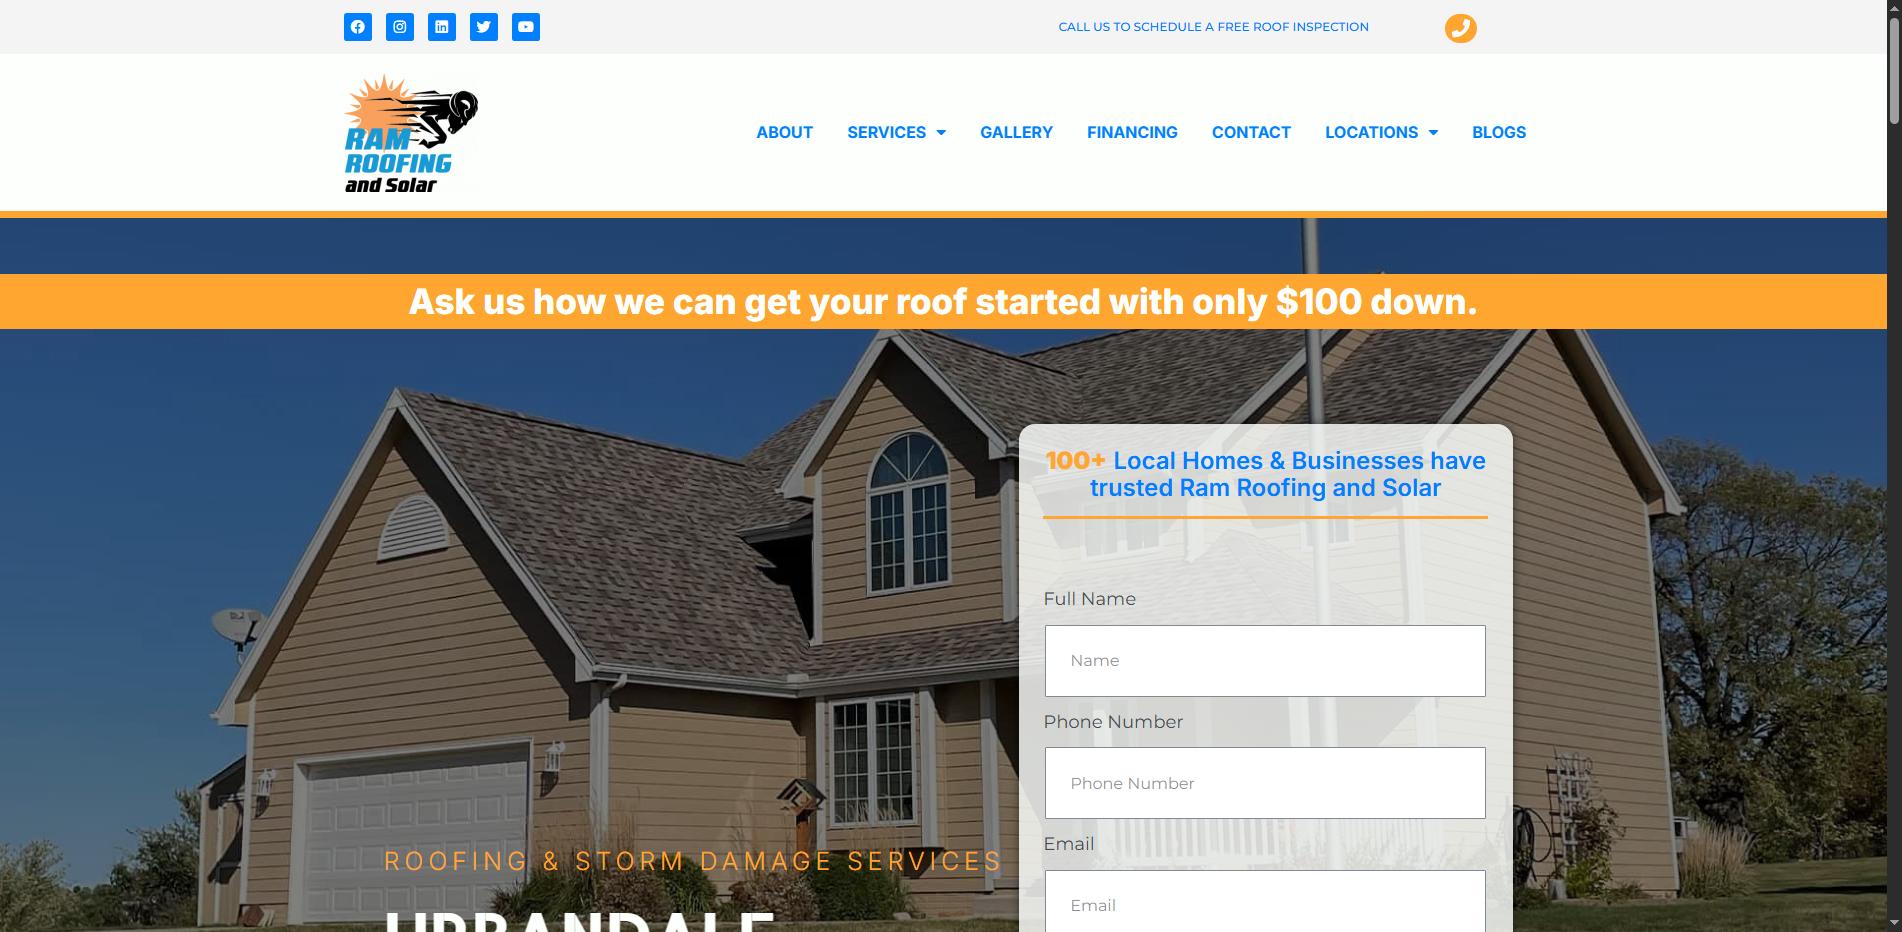 CALL US TO SCHEDULE A FREE ROOF INSPECTION
RAM
ROOFING
and Solar
ABOUT SERVICES GALLERY FINANCING CONTACT LOCATIONS BLOGS
Ask us how we can get your roof started with only $100 down.
100+ Local Homes & Businesses have
trusted Ram Roofing and Solar
Full Name
Name
Phone Number
Phone Number
Email
Email
ROOFING & STORM DAMAGE SERVICES
URBANDALE